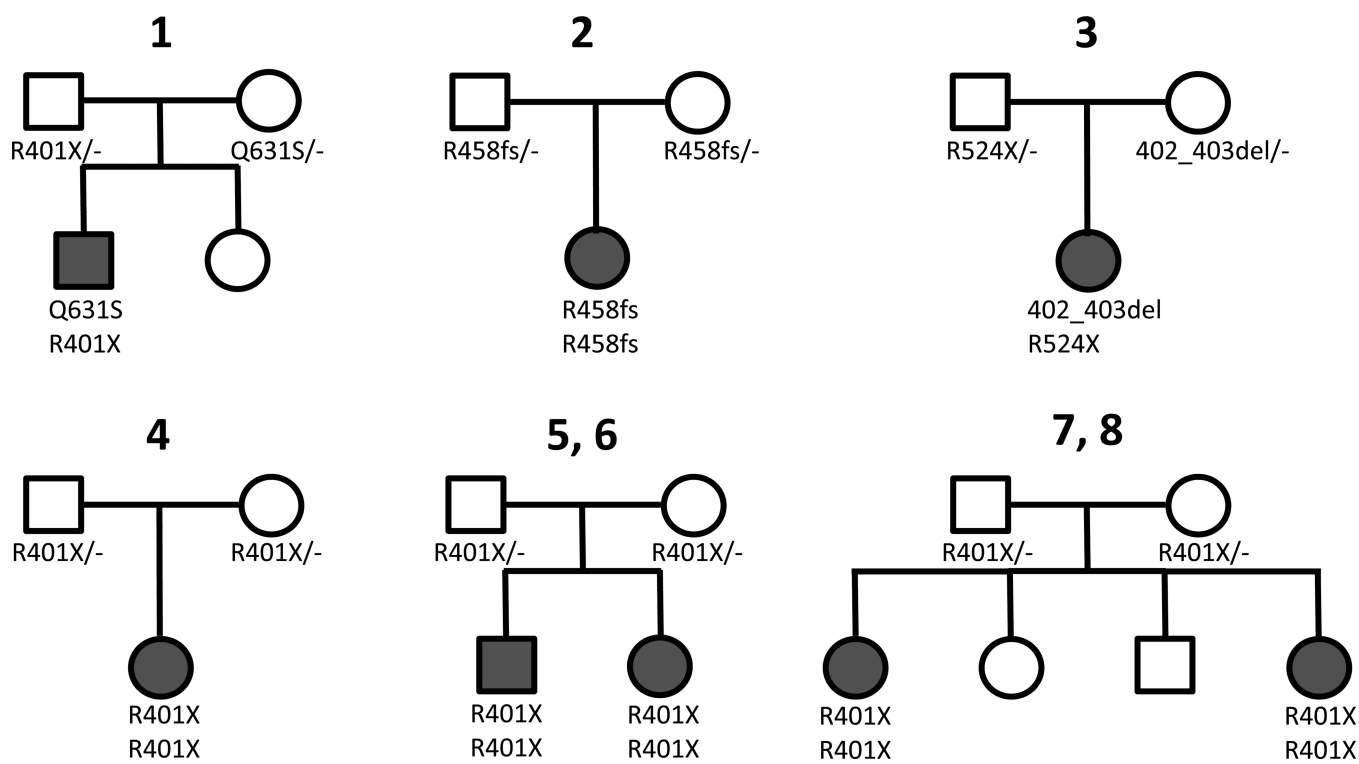 1
R401X/-
Q631S/-
Q631S
R401X
2
R458fs/-
R458fs/-
R458fs
R458fs
3
R524X/-
402_403del/-
402_403del
R524X
4
R401X/-
R401X/-
R401X
R401X
5, 6
R401X/-
R401X/-
R401X
R401X
R401X
R401X
7, 8
R401X/-
R401X/-
R401X
R401X
R401X
R401X